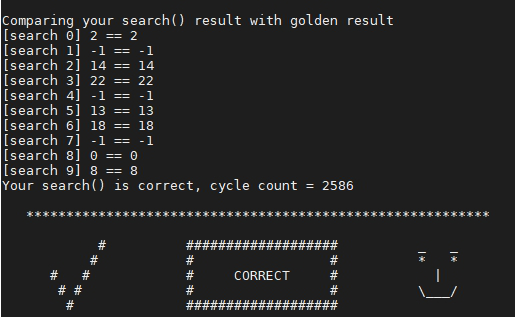 Comparing your search() result with golden result
[search 0] 2 == 2
[search 1] -1 == -1
[search 2] 14 == 14
[search 3] 22 == 22
[search 4] -1 == -1
[search 5] 13 == 13
[search 6] 18 == 18
[search 7] -1 == -1
[search 8] 0 == 0
[search 9] 8 == 8
Your search() is correct, cycle count = 2586
**********************************************************
            #          ###################          _   _
           #           #                 #          *   *
      #   #            #     CORRECT     #            |
       # #             #                 #          \___/
        #              ###################